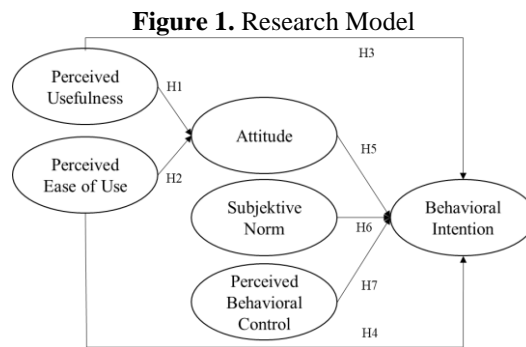 Figure 1. Research Model
H3
Perceived
Usefulness
H1
Attitude
H5
Perceived
Ease of Use
H2
Subjektive
Norm
H6
Behavioral
Intention
Perceived
Behavioral
Control
H7
H4